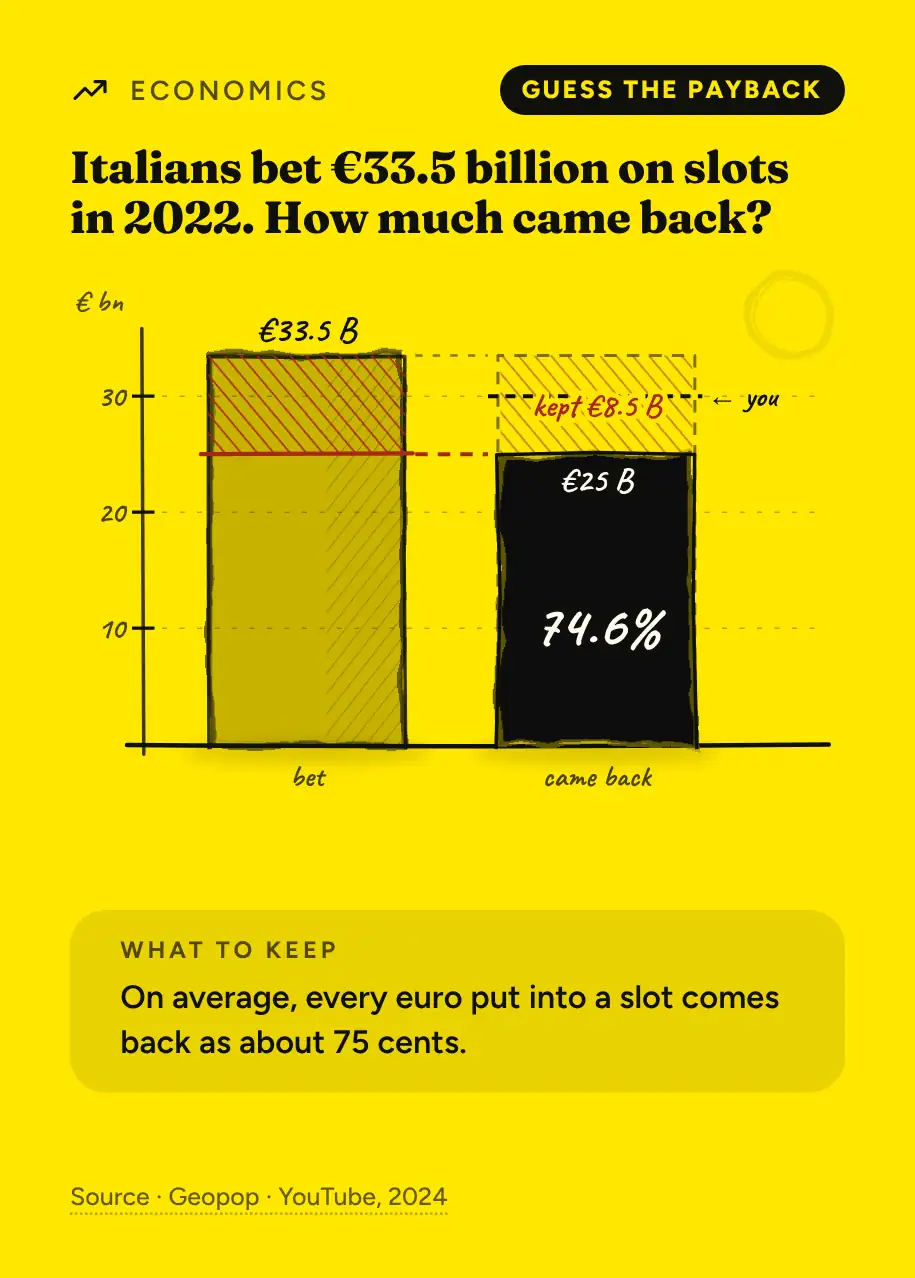 ECONOMICS
GUESS THE PAYBACK
Italians bet €33.5 billion on slots
in 2022. How much came back?
€ bn
€33.5 B
30
kept €8.5 B
← you
€25 B
20
10
74.6%
bet
came back
WHAT TO KEEP
On average, every euro put into a slot comes
back as about 75 cents.
Source · Geopop · YouTube, 2024